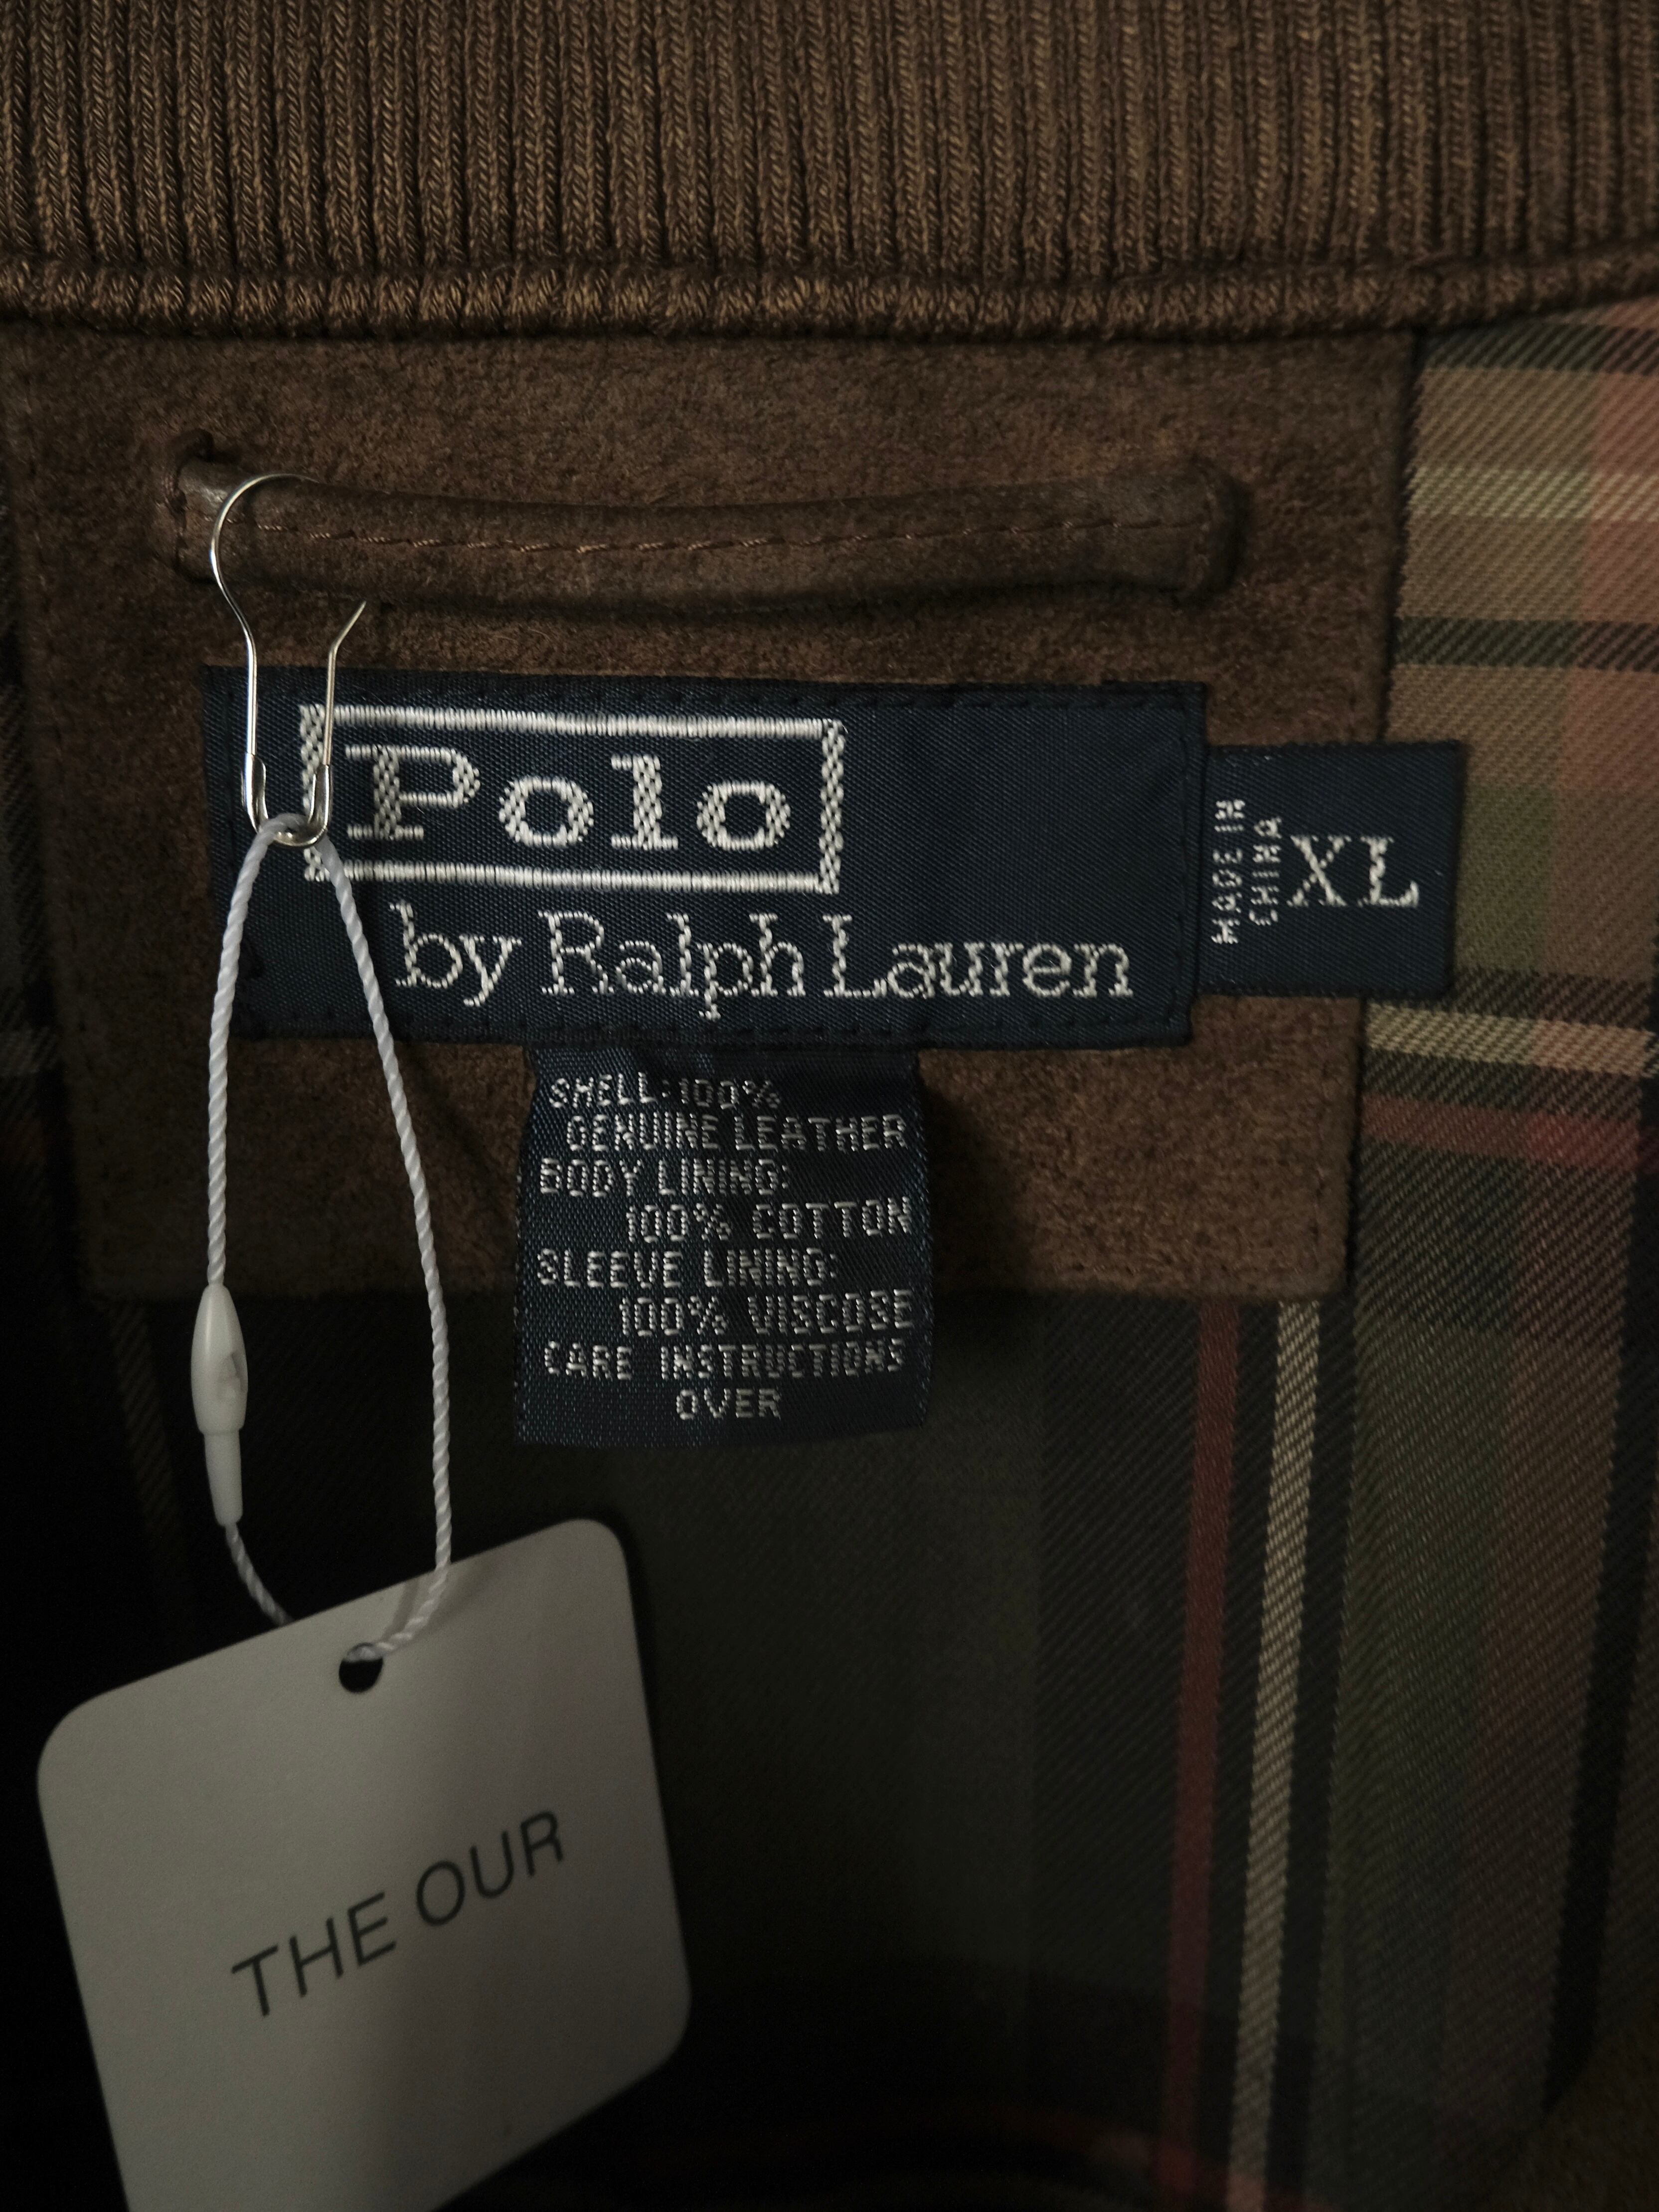 Polo
by Ralph Lauren
MADE IN
CHINA
XL
SHELL: 100%
GENUINE LEATHER
BODY LINING:
100% COTTON
SLEEVE LINING:
100% VISCOSE
CARE INSTRUCTIONS
OVER
THE OUR